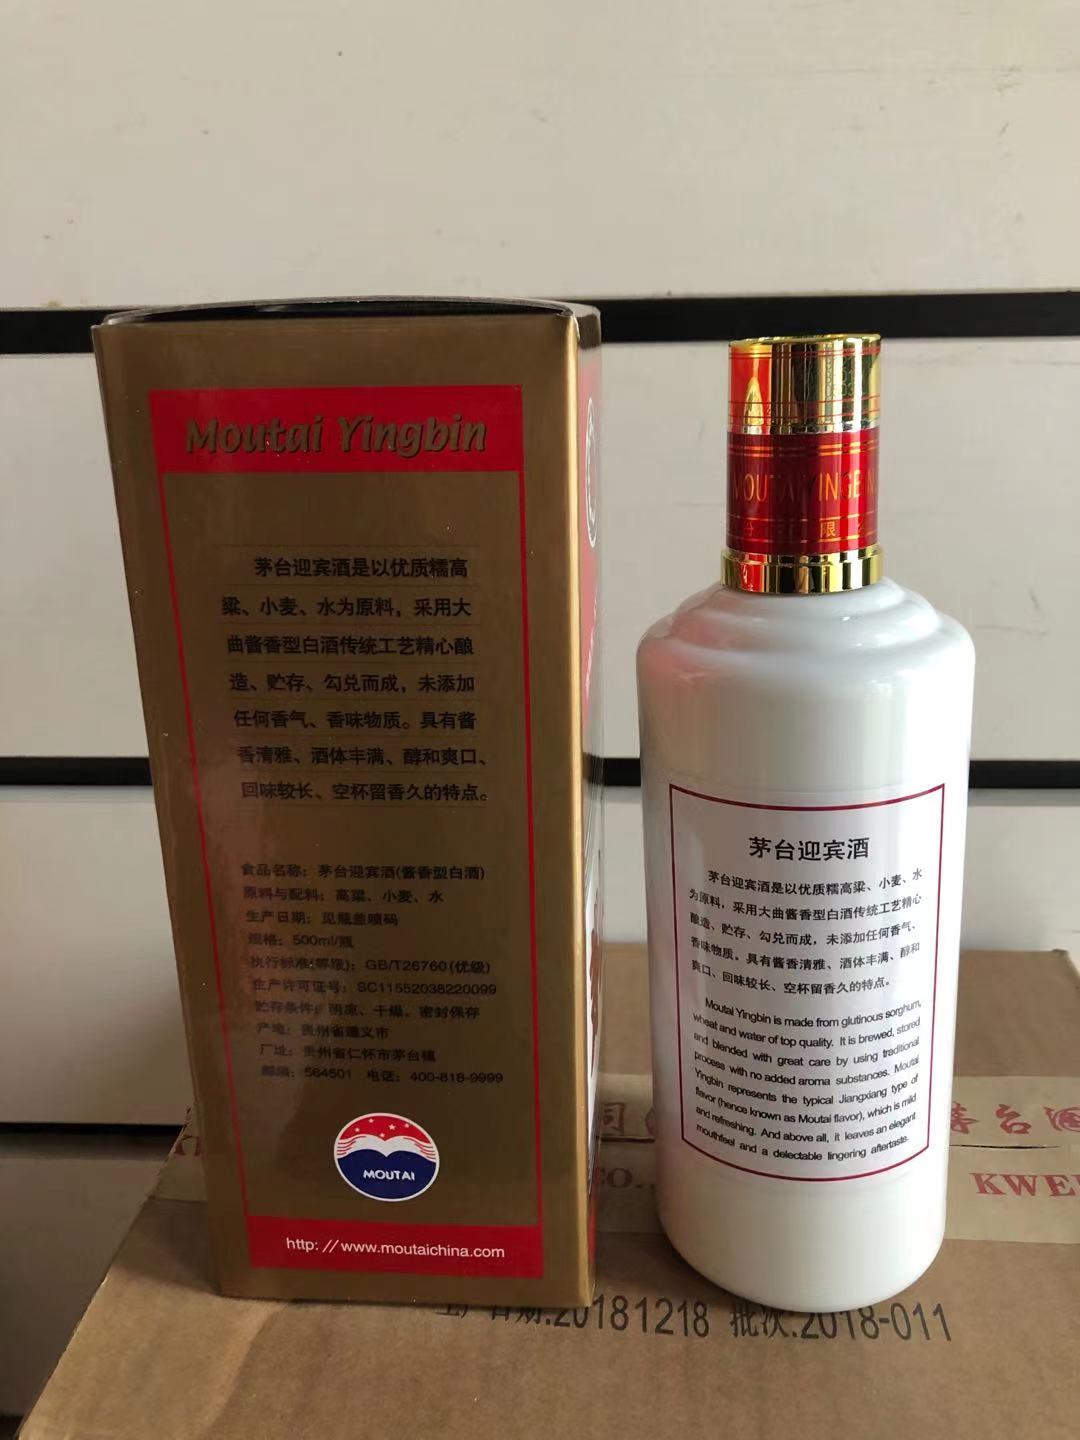 Moutai Yingbin
茅台迎宾酒是以优质糯高
粱、小麦、水为原料，采用大
曲酱香型白酒传统工艺精心酿
造、贮存、勾兑而成，未添加
任何香气、香味物质。具有酱
香清雅、酒体丰满、醇和爽口、
回味较长、空杯留香久的特点。
食品名称：茅台迎宾酒(酱香型白酒)
原料与配料：高粱、小麦、水
生产日期：见瓶盖喷码
规格：500ml/瓶
执行标准(等级)：GB/T26760(优级)
生产许可证号：SC11552038220099
贮存条件：阴凉、干燥、密封保存
产地：贵州省遵义市
厂址：贵州省仁怀市茅台镇
邮编：564501 电话：400-818-9999
MOUTAI
http: // www.moutaichina.com
MOUTAI YINGBIN
限
茅台迎宾酒
茅台迎宾酒是以优质糯高粱、小麦、水
为原料，采用大曲酱香型白酒传统工艺精心
酿造、贮存、勾兑而成，未添加任何香气、
香味物质。具有酱香清雅、酒体丰满、醇和
爽口、回味较长、空杯留香久的特点。
Moutai Yingbin is made from glutinous sorghum,
wheat and water of top quality. It is brewed, stored
and blended with great care by using traditional
process with no added aroma substances. Moutai
Yingbin represents the typical Jiangxiang type of
flavor (hence known as Moutai flavor), which is mild
and refreshing. And above all, it leaves an elegant
mouthfeel and a delectable lingering aftertaste.
司 茅台酒
CO. KWEI
生产日期:20181218 批次:2018-011